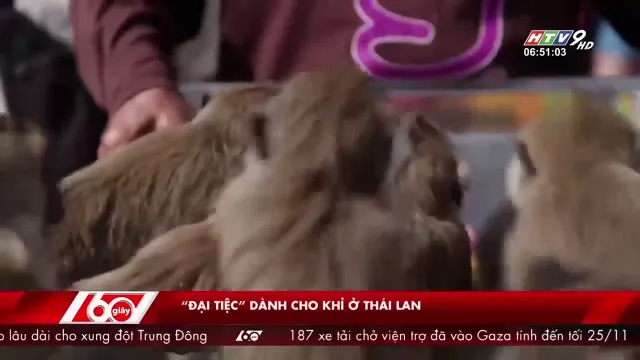 HTV9 HD
06:51:03
60 giây
"ĐẠI TIỆC" DÀNH CHO KHỈ Ở THÁI LAN
lâu dài cho xung đột Trung Đông 60 187 xe tải chở viện trợ đã vào Gaza tính đến tối 25/11